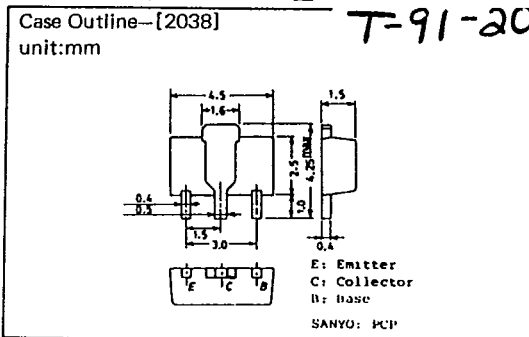 Case Outline—[2038]
T-91-20
unit:mm
4.5
1.6
1.5
2.5
4.25max
1.0
0.4
0.5
1.5
3.0
0.4
E C B
E: Emitter
C: Collector
B: Base
SANYO: PCP